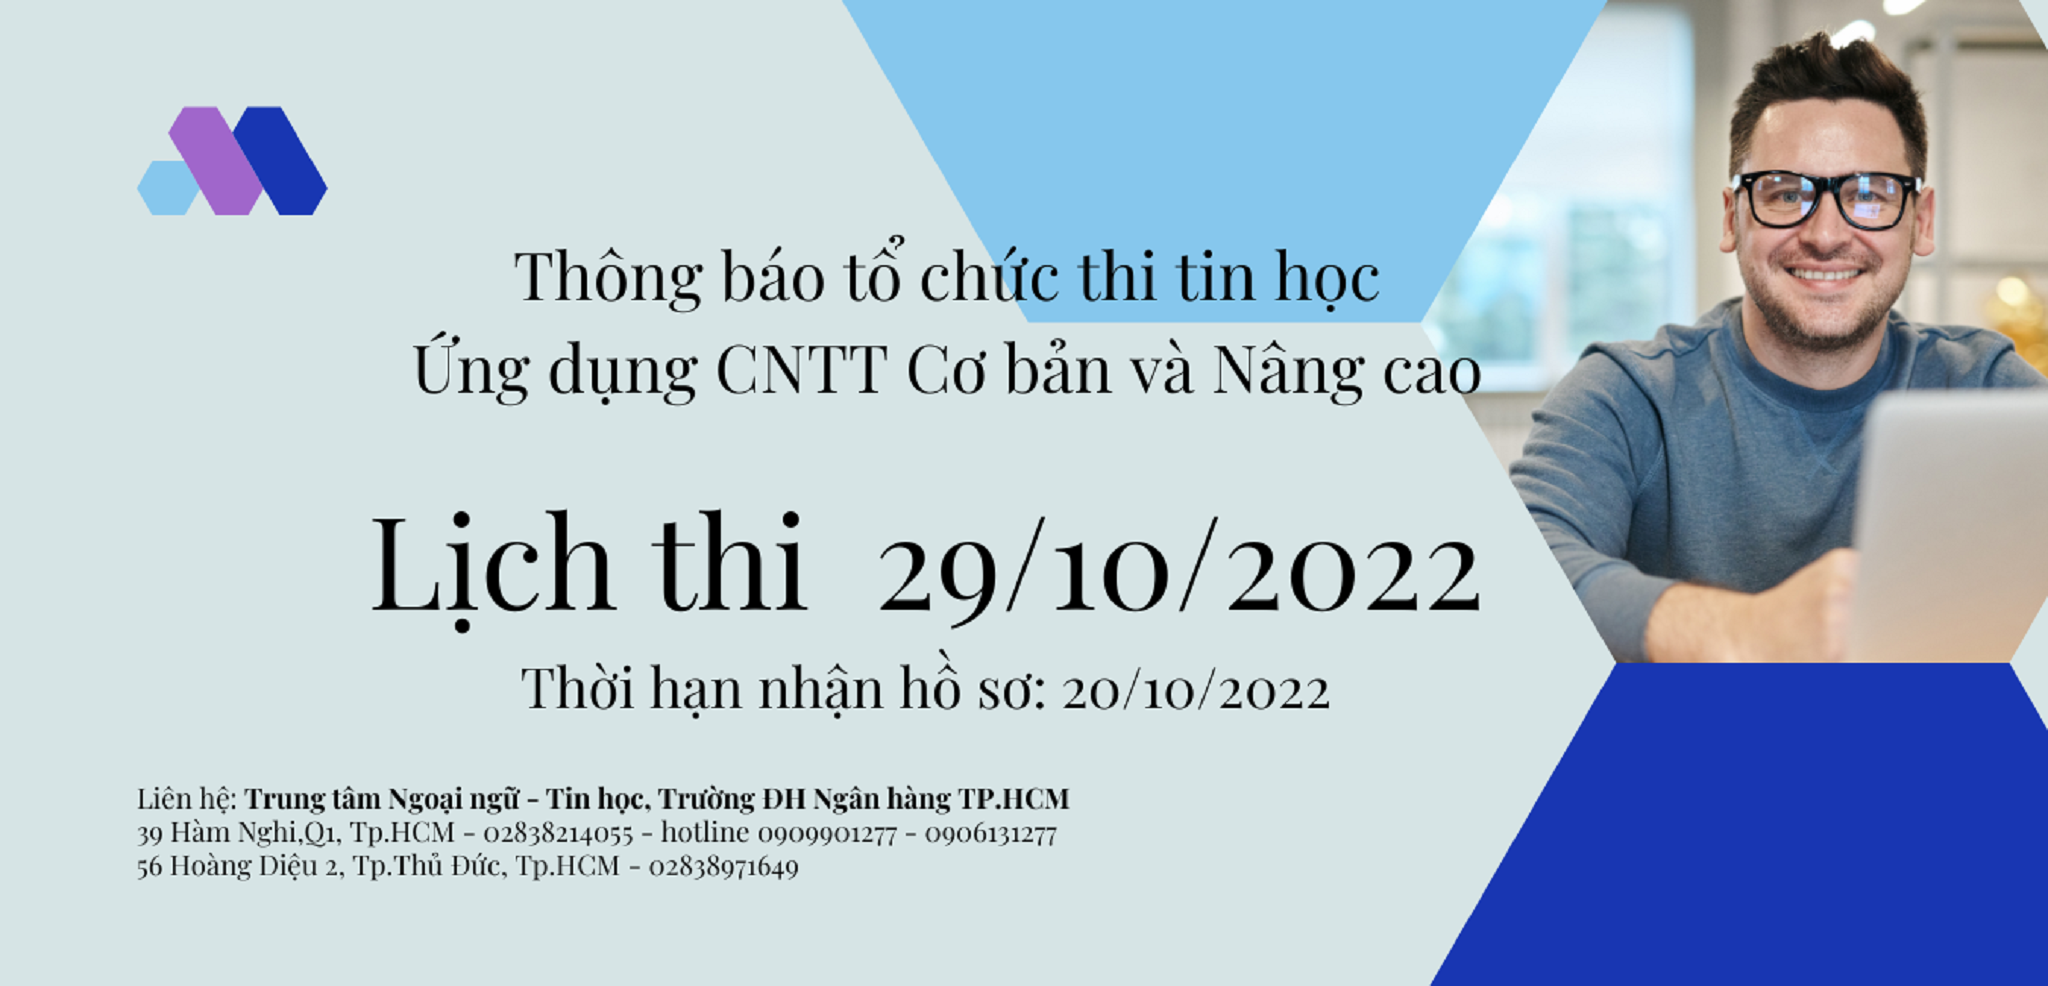 Thông báo tổ chức thi tin học
Ứng dụng CNTT Cơ bản và Nâng cao
Lịch thi 29/10/2022
Thời hạn nhận hồ sơ: 20/10/2022
Liên hệ: Trung tâm Ngoại ngữ - Tin học, Trường ĐH Ngân hàng TP.HCM
39 Hàm Nghi,Q1, Tp.HCM - 02838214055 - hotline 0909901277 - 0906131277
56 Hoàng Diệu 2, Tp.Thủ Đức, Tp.HCM - 02838971649